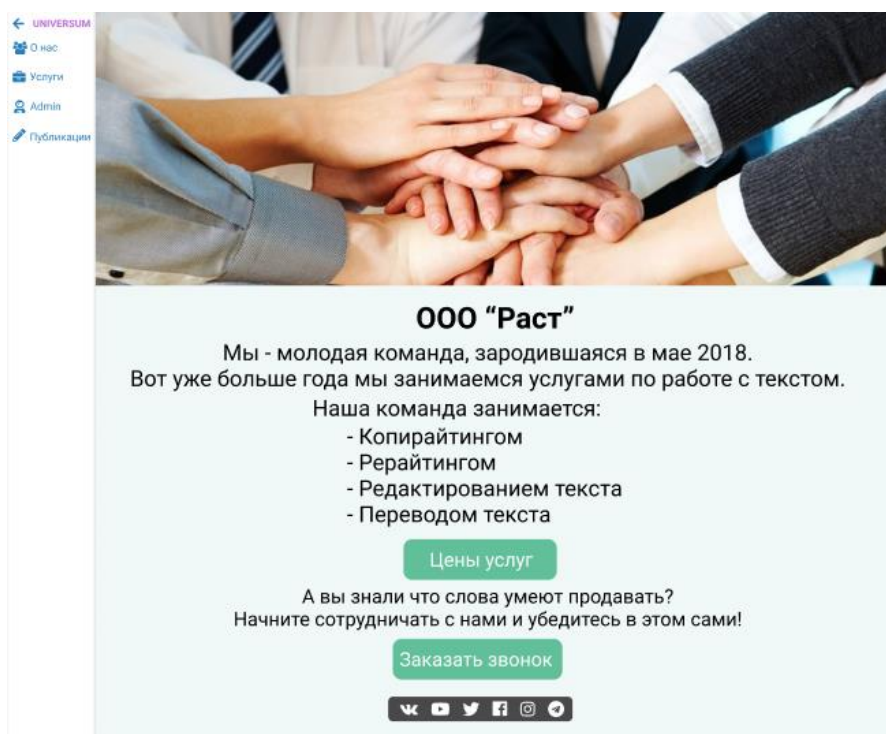 UNIVERSUM
О нас
Услуги
Admin
Публикации
ООО “Раст”
Мы - молодая команда, зародившаяся в мае 2018.
Вот уже больше года мы занимаемся услугами по работе с текстом.
Наша команда занимается:
- Копирайтингом
- Рерайтингом
- Редактированием текста
- Переводом текста
Цены услуг
А вы знали что слова умеют продавать?
Начните сотрудничать с нами и убедитесь в этом сами!
Заказать звонок